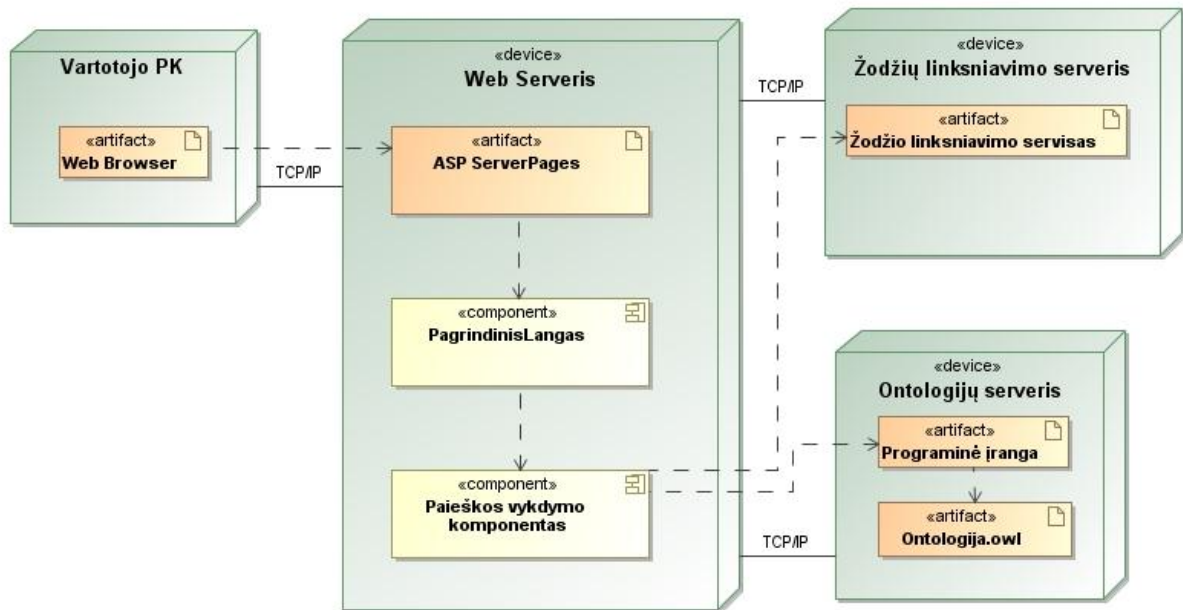 Vartotojo PK
«artifact»
Web Browser
TCP/IP
«device»
Web Serveris
«artifact»
ASP ServerPages
«component»
PagrindinisLangas
«component»
Paieškos vykdymo
komponentas
TCP/IP
«device»
Žodžių linksniavimo serveris
«artifact»
Žodžio linksniavimo servisas
TCP/IP
«device»
Ontologijų serveris
«artifact»
Programinė įranga
«artifact»
Ontologija.owl